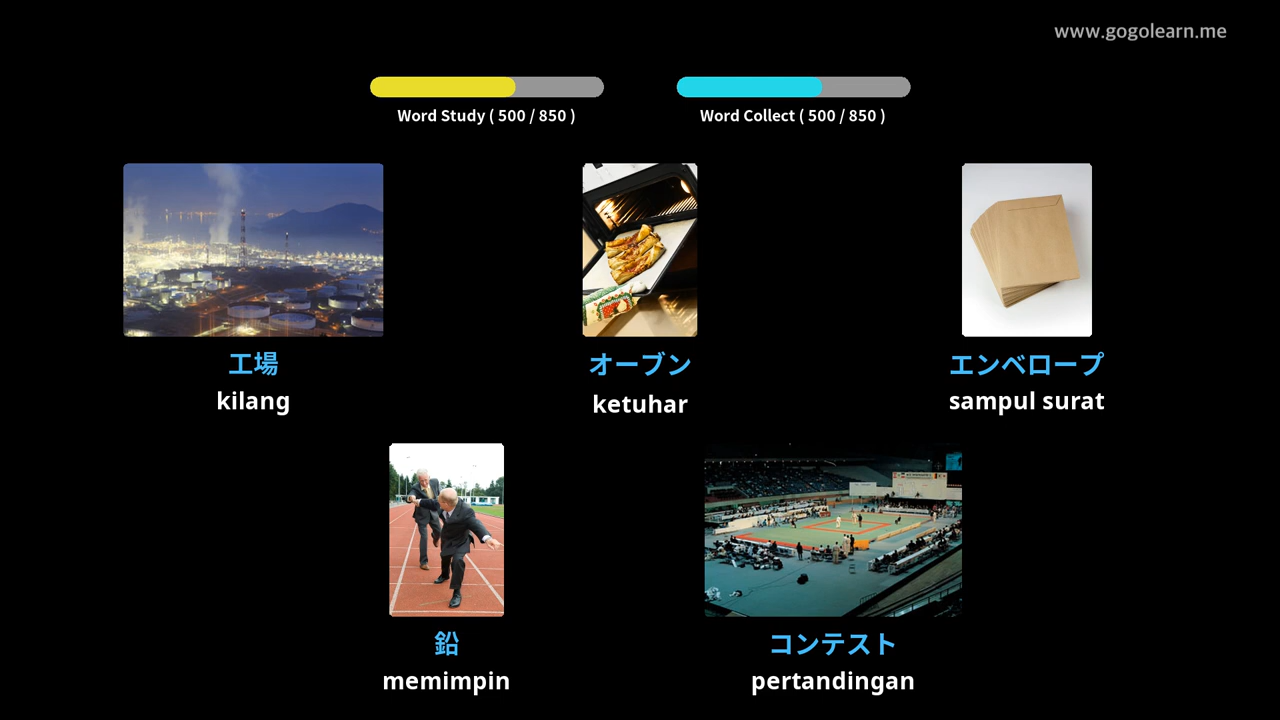 www.gogolearn.me
Word Study ( 500 / 850 )
Word Collect ( 500 / 850 )
工場
kilang
オーブン
ketuhar
エンベロープ
sampul surat
鉛
memimpin
コンテスト
pertandingan